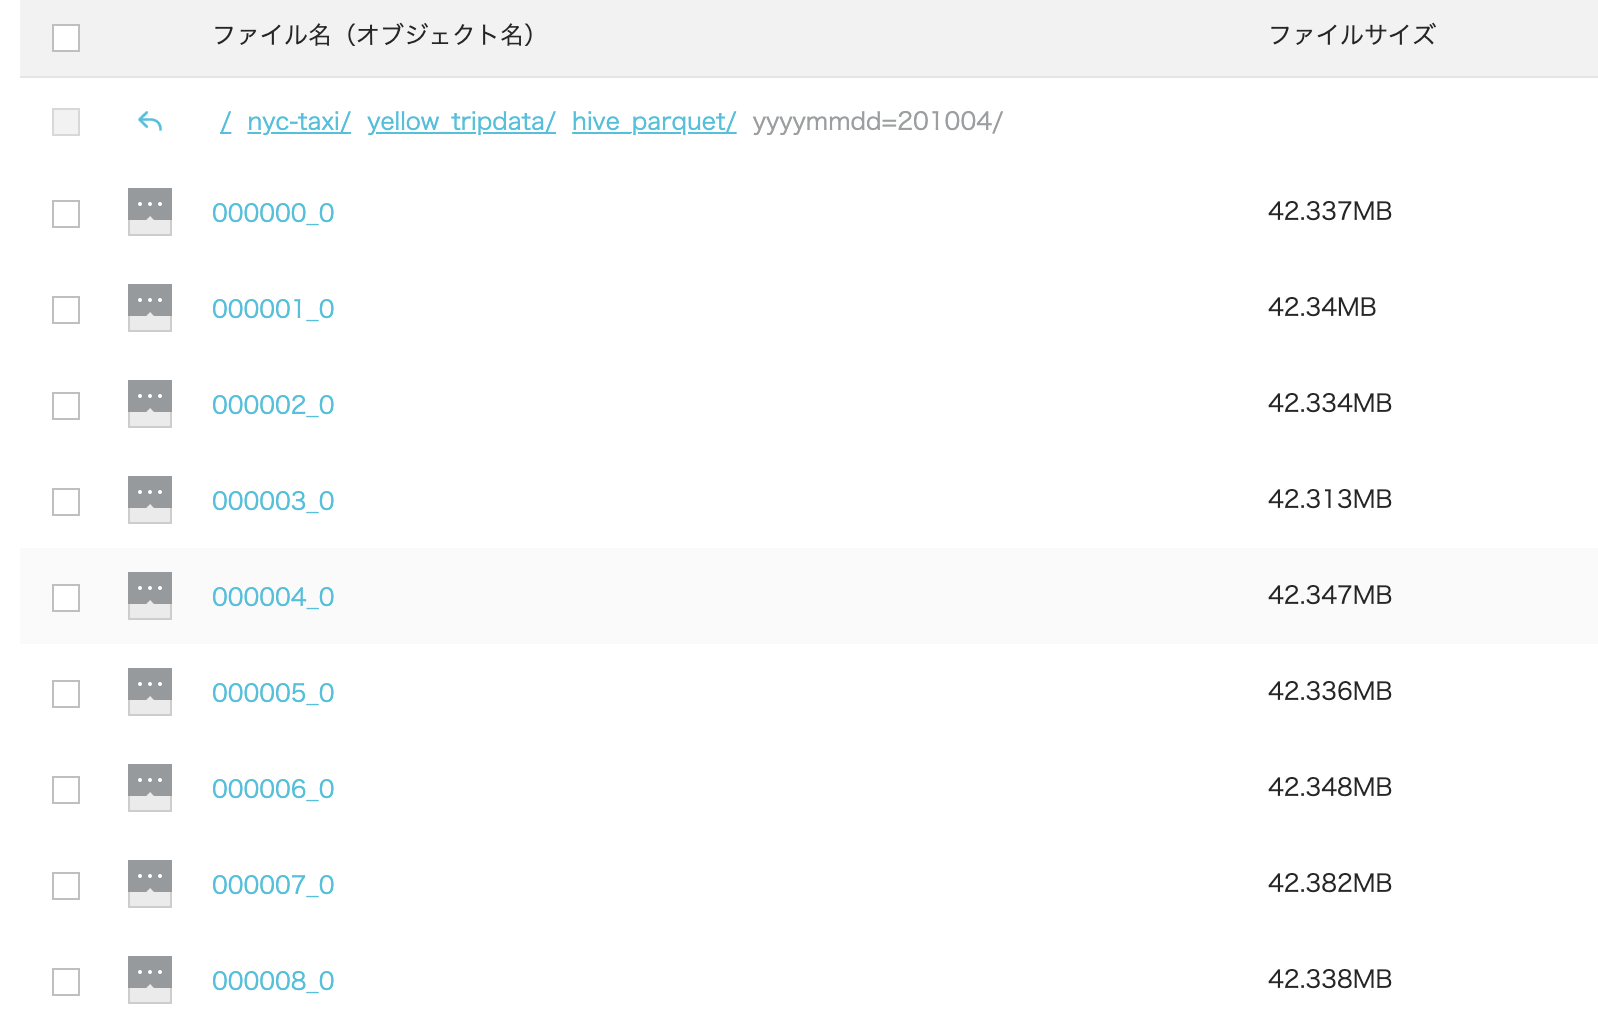 ファイル名（オブジェクト名） ファイルサイズ
/ nyc-taxi/ yellow_tripdata/ hive_parquet/ yyyymmdd=201004/
000000_0 42.337MB
000001_0 42.34MB
000002_0 42.334MB
000003_0 42.313MB
000004_0 42.347MB
000005_0 42.336MB
000006_0 42.348MB
000007_0 42.382MB
000008_0 42.338MB